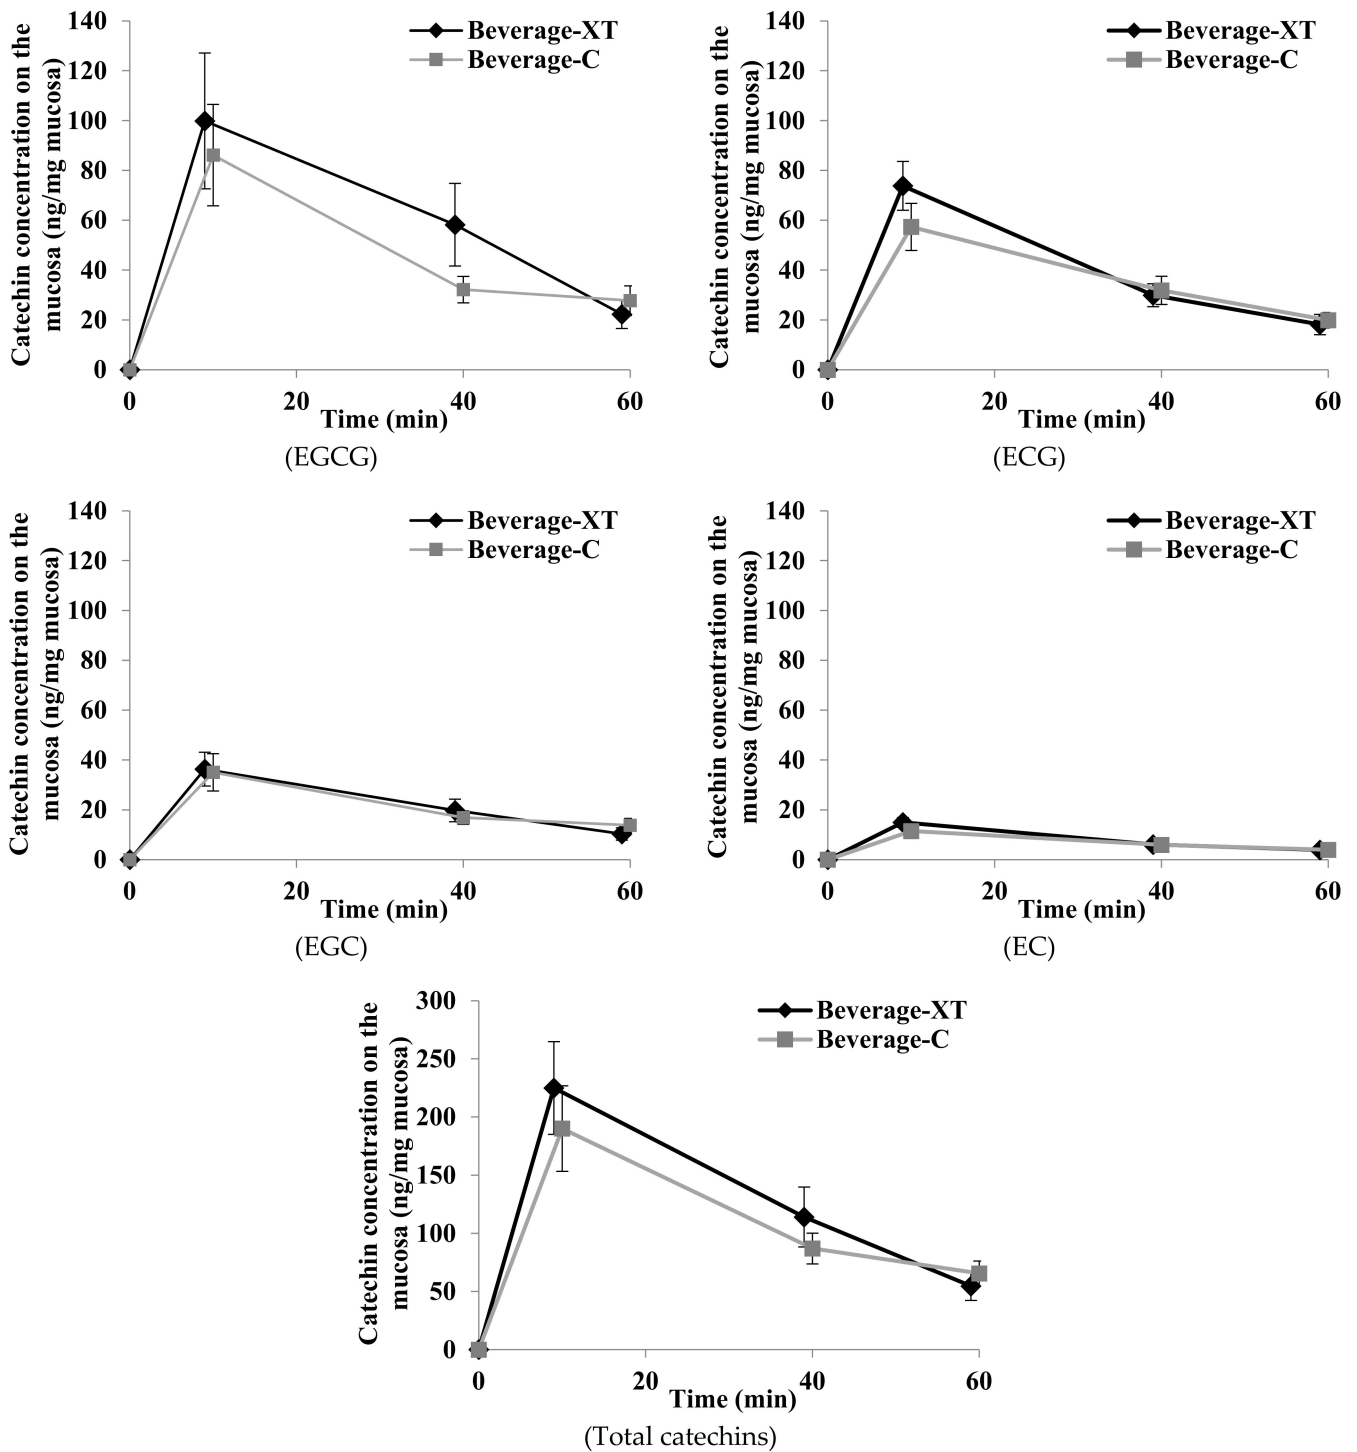 Catechin concentration on the
mucosa (ng/mg mucosa)
140
120
100
80
60
40
20
0
0
20
40
60
Time (min)
Beverage-XT
Beverage-C
(EGCG)
Catechin concentration on the
mucosa (ng/mg mucosa)
140
120
100
80
60
40
20
0
0
20
40
60
Time (min)
Beverage-XT
Beverage-C
(ECG)
Catechin concentration on the
mucosa (ng/mg mucosa)
140
120
100
80
60
40
20
0
0
20
40
60
Time (min)
Beverage-XT
Beverage-C
(EGC)
Catechin concentration on the
mucosa (ng/mg mucosa)
140
120
100
80
60
40
20
0
0
20
40
60
Time (min)
Beverage-XT
Beverage-C
(EC)
Catechin concentration on the
mucosa (ng/mg mucosa)
300
250
200
150
100
50
0
0
20
40
60
Time (min)
Beverage-XT
Beverage-C
(Total catechins)